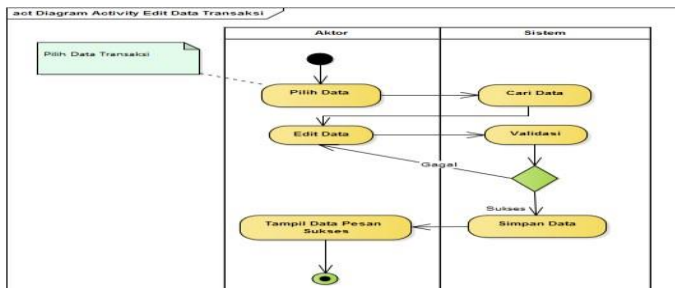 act Diagram Activity Edit Data Transaksi
Aktor
Sistem
Pilih Data Transaksi
Pilih Data
Cari Data
Edit Data
Validasi
Gagal
Sukses
Tampil Data Pesan
Sukses
Simpan Data